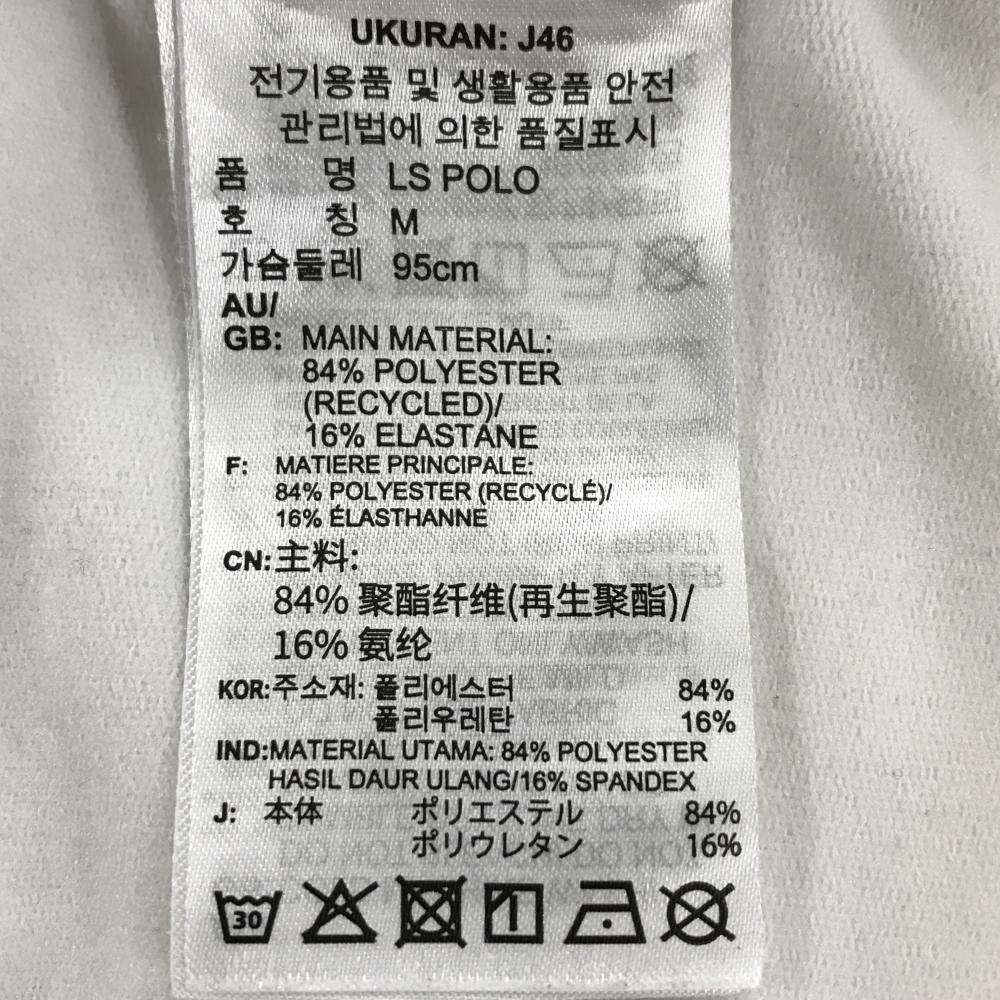 UKURAN: J46
전기용품 및 생활용품 안전
관리법에 의한 품질표시
품 명 LS POLO
호 칭 M
가슴둘레 95cm
AU/
GB: MAIN MATERIAL:
84% POLYESTER
(RECYCLED)/
16% ELASTANE
F: MATIERE PRINCIPALE:
84% POLYESTER (RECYCLÉ)/
16% ÉLASTHANNE
CN:主料:
84% 聚酯纤维(再生聚酯)/
16% 氨纶
KOR:주소재: 폴리에스터 84%
폴리우레탄 16%
IND:MATERIAL UTAMA: 84% POLYESTER
HASIL DAUR ULANG/16% SPANDEX
J: 本体 ポリエステル 84%
ポリウレタン 16%
30